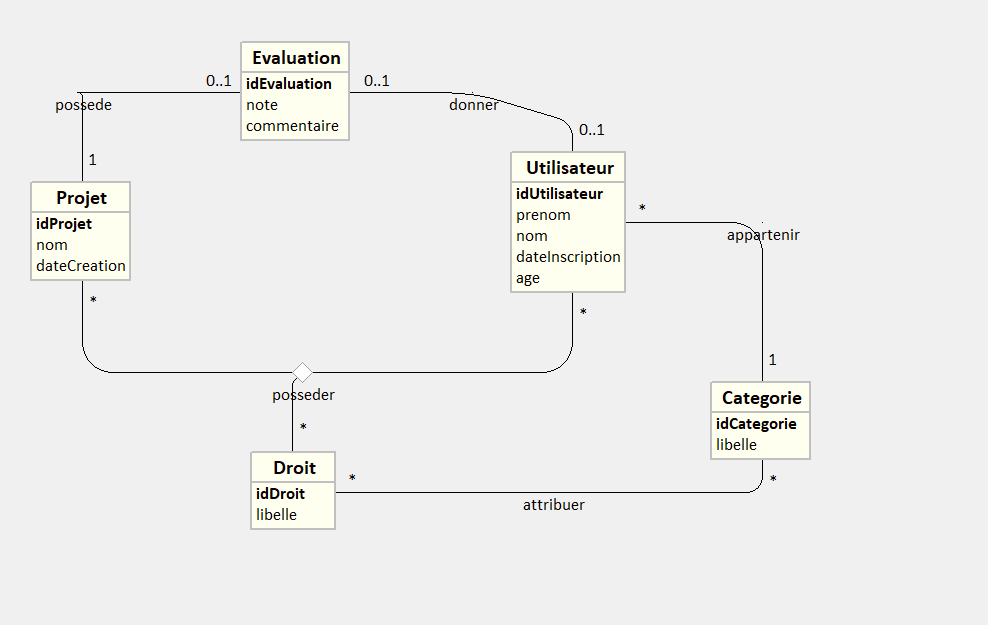 Evaluation
idEvaluation
note
commentaire
0..1
0..1
possede
donner
1
0..1
Projet
idProjet
nom
dateCreation
Utilisateur
idUtilisateur
prenom
nom
dateInscription
age
*
appartenir
*
*
1
posseder
*
Categorie
idCategorie
libelle
Droit
idDroit
libelle
*
*
attribuer